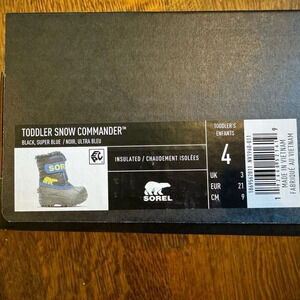 TODDLER SNOW COMMANDER™
BLACK, SUPER BLUE / NOIR, ULTRA BLEU
INSULATED / CHAUDEMENT ISOLÉES
SOREL
TODDLER'S
ENFANTS
4
UK 3
EUR 21
CM 9
MADE IN VIETNAM
FABRIQUÉ AU VIETNAM